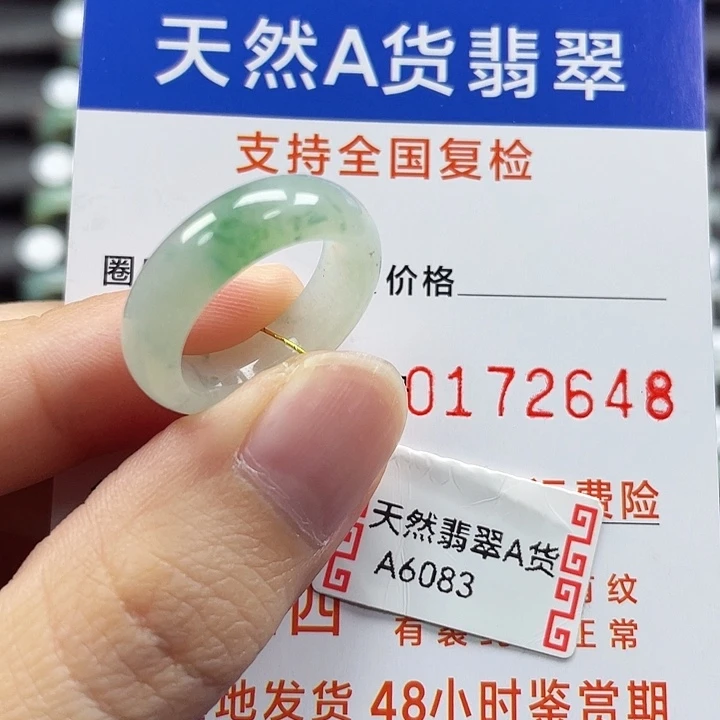 天然A货翡翠
支持全国复检
圈 价格
0172648
费险
天然翡翠A货
A6083
纹
四 有 正常
地发货 48小时鉴赏期